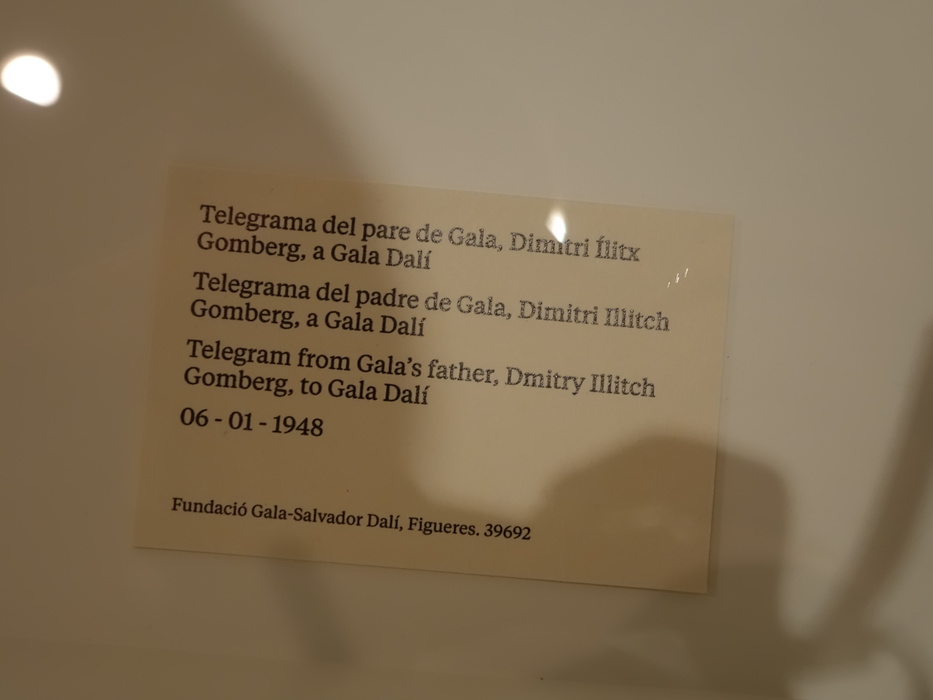 Telegrama del pare de Gala, Dimitri Ílitx
Gomberg, a Gala Dalí
Telegrama del padre de Gala, Dimitri Illitch
Gomberg, a Gala Dalí
Telegram from Gala’s father, Dmitry Illitch
Gomberg, to Gala Dalí
06 - 01 - 1948
Fundació Gala-Salvador Dalí, Figueres. 39692